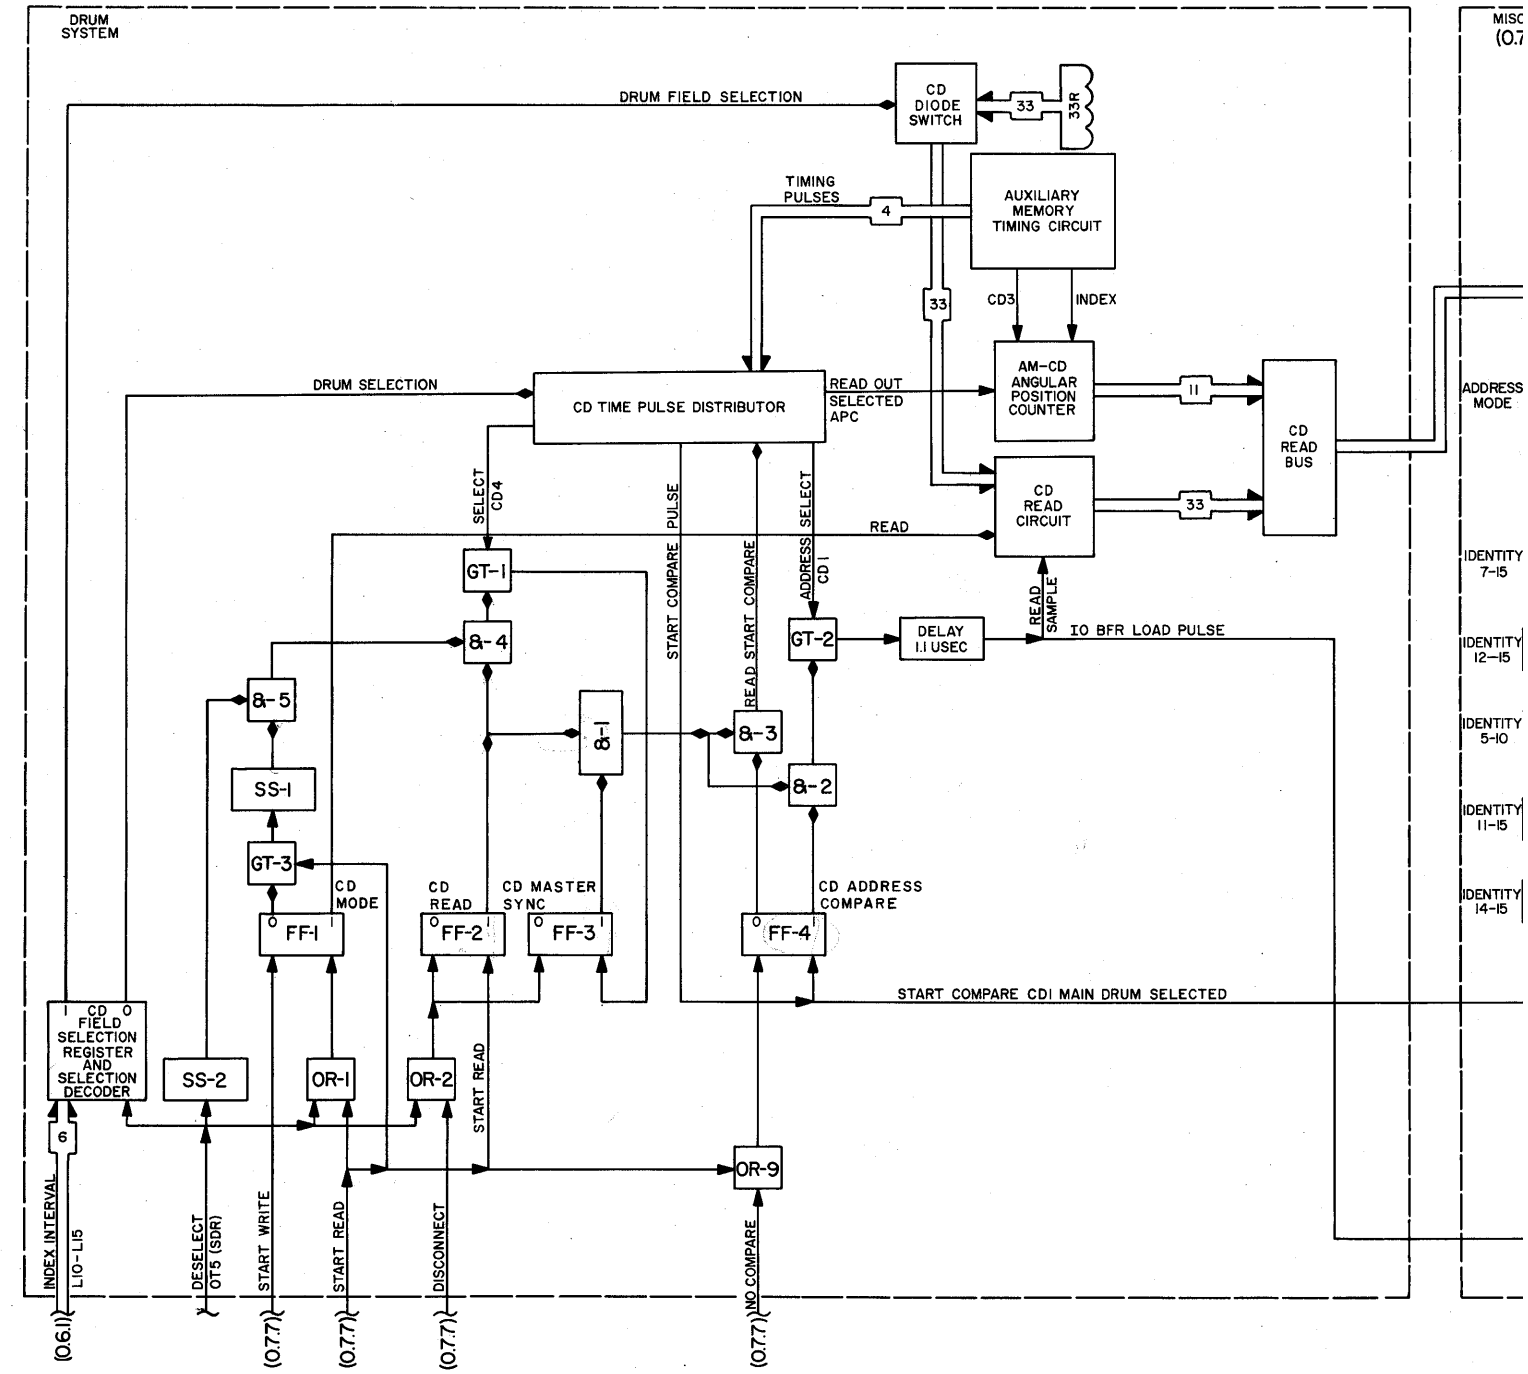 DRUM
SYSTEM
MISC
(0.7
DRUM FIELD SELECTION
CD
DIODE
SWITCH
33
33R
TIMING
PULSES
4
AUXILIARY
MEMORY
TIMING CIRCUIT
33
CD3
INDEX
DRUM SELECTION
CD TIME PULSE DISTRIBUTOR
READ OUT
SELECTED
APC
AM-CD
ANGULAR
POSITION
COUNTER
11
CD
READ
BUS
ADDRESS
MODE
SELECT
CD4
START COMPARE PULSE
READ START COMPARE
ADDRESS SELECT
CD 1
READ
CD
READ
CIRCUIT
33
IDENTITY
7-15
GT-1
&-4
GT-2
DELAY
1.1 USEC
READ
SAMPLE
IO BFR LOAD PULSE
IDENTITY
12-15
&-5
&-1
&-3
IDENTITY
5-10
SS-1
&-2
IDENTITY
11-15
GT-3
CD
MODE
CD
READ
CD MASTER
SYNC
CD ADDRESS
COMPARE
IDENTITY
14-15
0 1
FF-1
0 1
FF-2
0 1
FF-3
0 1
FF-4
START COMPARE CD1 MAIN DRUM SELECTED
1 CD 0
FIELD
SELECTION
REGISTER
AND
SELECTION
DECODER
SS-2
OR-1
OR-2
START READ
6
OR-9
INDEX INTERVAL
L10-L15
DESELECT
OT5 (SDR)
START WRITE
START READ
DISCONNECT
NO COMPARE
(0.6.1)
(0.7.7)
(0.7.7)
(0.7.7)
(0.7.7)